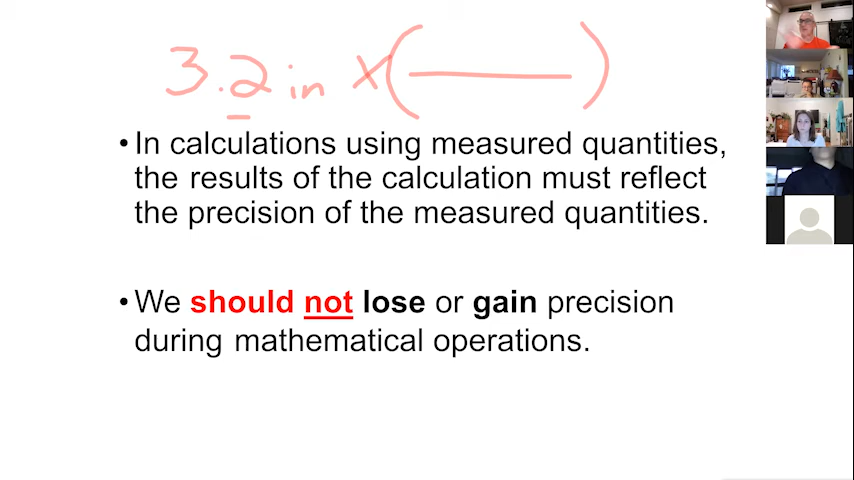 3.2 in x(———)
• In calculations using measured quantities,
the results of the calculation must reflect
the precision of the measured quantities.
• We should not lose or gain precision
during mathematical operations.